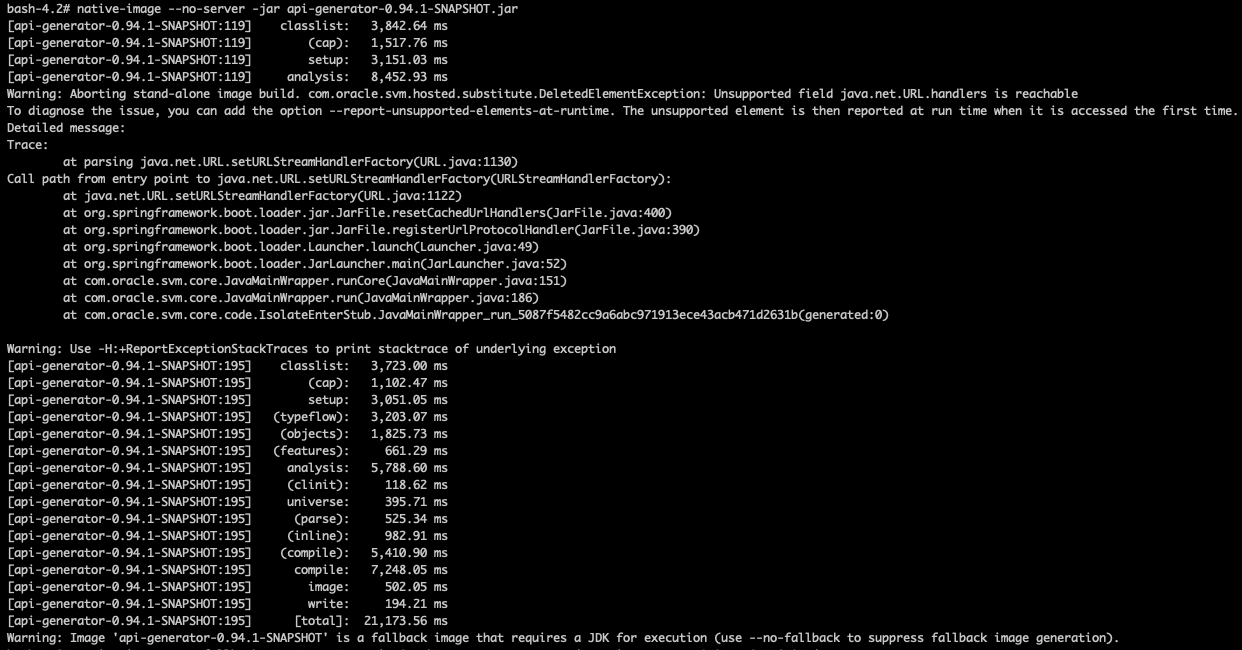 bash-4.2# native-image --no-server -jar api-generator-0.94.1-SNAPSHOT.jar
[api-generator-0.94.1-SNAPSHOT:119]    classlist:   3,842.64 ms
[api-generator-0.94.1-SNAPSHOT:119]        (cap):   1,517.76 ms
[api-generator-0.94.1-SNAPSHOT:119]        setup:   3,151.03 ms
[api-generator-0.94.1-SNAPSHOT:119]     analysis:   8,452.93 ms
Warning: Aborting stand-alone image build. com.oracle.svm.hosted.substitute.DeletedElementException: Unsupported field java.net.URL.handlers is reachable
To diagnose the issue, you can add the option --report-unsupported-elements-at-runtime. The unsupported element is then reported at run time when it is accessed the first time.
Detailed message:
Trace:
        at parsing java.net.URL.setURLStreamHandlerFactory(URL.java:1130)
Call path from entry point to java.net.URL.setURLStreamHandlerFactory(URLStreamHandlerFactory):
        at java.net.URL.setURLStreamHandlerFactory(URL.java:1122)
        at org.springframework.boot.loader.jar.JarFile.resetCachedUrlHandlers(JarFile.java:400)
        at org.springframework.boot.loader.jar.JarFile.registerUrlProtocolHandler(JarFile.java:390)
        at org.springframework.boot.loader.Launcher.launch(Launcher.java:49)
        at org.springframework.boot.loader.JarLauncher.main(JarLauncher.java:52)
        at com.oracle.svm.core.JavaMainWrapper.runCore(JavaMainWrapper.java:151)
        at com.oracle.svm.core.JavaMainWrapper.run(JavaMainWrapper.java:186)
        at com.oracle.svm.core.code.IsolateEnterStub.JavaMainWrapper_run_5087f5482cc9a6abc971913ece43acb471d2631b(generated:0)

Warning: Use -H:+ReportExceptionStackTraces to print stacktrace of underlying exception
[api-generator-0.94.1-SNAPSHOT:195]    classlist:   3,723.00 ms
[api-generator-0.94.1-SNAPSHOT:195]        (cap):   1,102.47 ms
[api-generator-0.94.1-SNAPSHOT:195]        setup:   3,051.05 ms
[api-generator-0.94.1-SNAPSHOT:195]   (typeflow):   3,203.07 ms
[api-generator-0.94.1-SNAPSHOT:195]    (objects):   1,825.73 ms
[api-generator-0.94.1-SNAPSHOT:195]   (features):     661.29 ms
[api-generator-0.94.1-SNAPSHOT:195]     analysis:   5,788.60 ms
[api-generator-0.94.1-SNAPSHOT:195]     (clinit):     118.62 ms
[api-generator-0.94.1-SNAPSHOT:195]     universe:     395.71 ms
[api-generator-0.94.1-SNAPSHOT:195]      (parse):     525.34 ms
[api-generator-0.94.1-SNAPSHOT:195]     (inline):     982.91 ms
[api-generator-0.94.1-SNAPSHOT:195]    (compile):   5,410.90 ms
[api-generator-0.94.1-SNAPSHOT:195]      compile:   7,248.05 ms
[api-generator-0.94.1-SNAPSHOT:195]        image:     502.05 ms
[api-generator-0.94.1-SNAPSHOT:195]        write:     194.21 ms
[api-generator-0.94.1-SNAPSHOT:195]      [total]:  21,173.56 ms
Warning: Image 'api-generator-0.94.1-SNAPSHOT' is a fallback image that requires a JDK for execution (use --no-fallback to suppress fallback image generation).